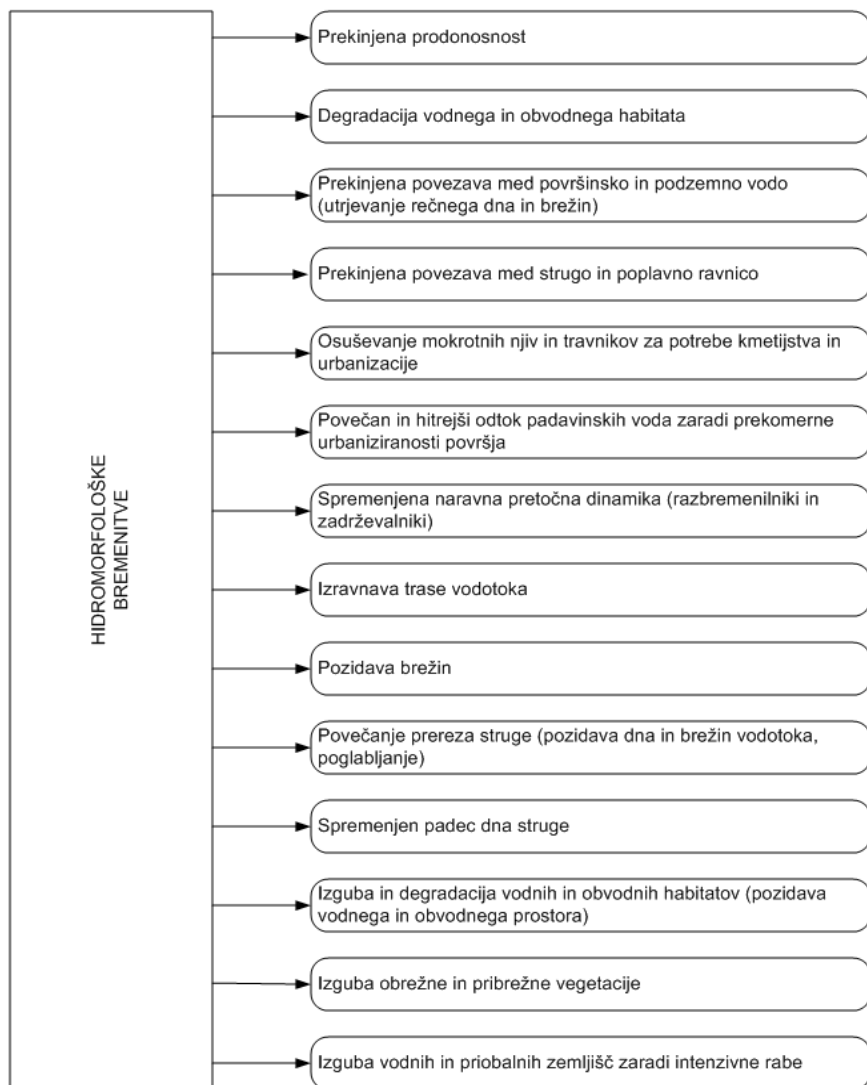 HIDROMORFOLOŠKE
BREMENITVE
Prekinjena prodonosnost
Degradacija vodnega in obvodnega habitata
Prekinjena povezava med površinsko in podzemno vodo
(utrjevanje rečnega dna in brežin)
Prekinjena povezava med strugo in poplavno ravnico
Osuševanje mokrotnih njiv in travnikov za potrebe kmetijstva in
urbanizacije
Povečan in hitrejši odtok padavinskih voda zaradi prekomerne
urbaniziranosti površja
Spremenjena naravna pretočna dinamika (razbremenilniki in
zadrževalniki)
Izravnava trase vodotoka
Pozidava brežin
Povečanje prereza struge (pozidava dna in brežin vodotoka,
poglabljanje)
Spremenjen padec dna struge
Izguba in degradacija vodnih in obvodnih habitatov (pozidava
vodnega in obvodnega prostora)
Izguba obrežne in pribrežne vegetacije
Izguba vodnih in priobalnih zemljišč zaradi intenzivne rabe